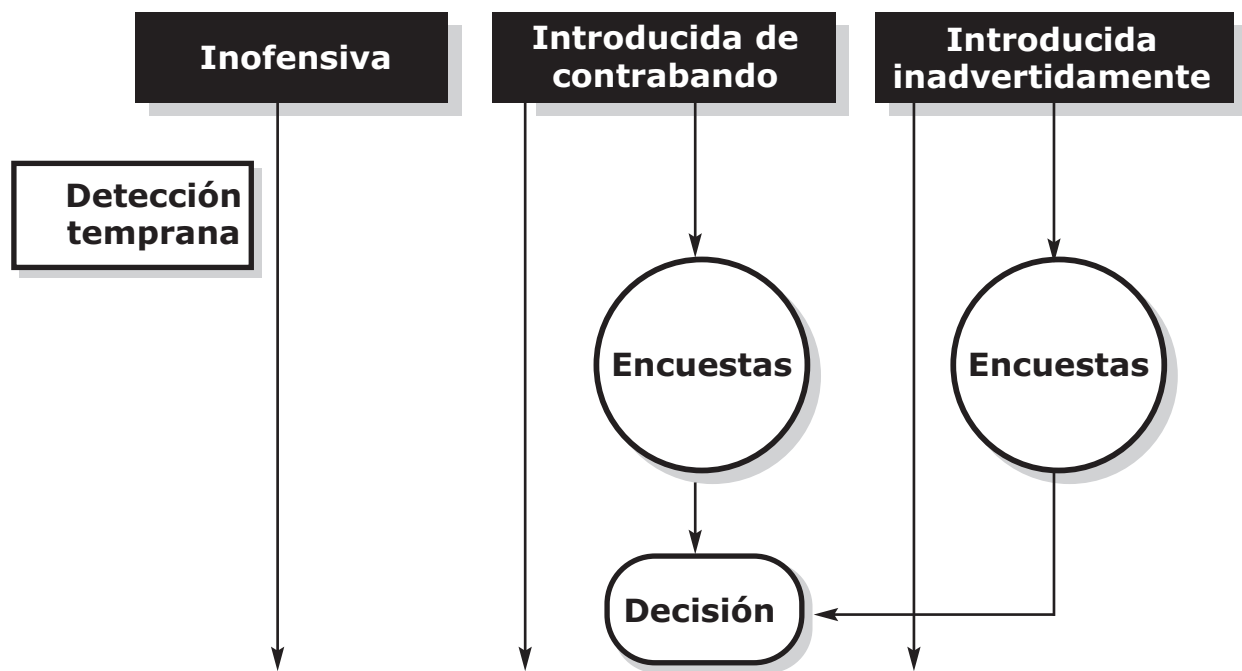 Inofensiva
Introducida de
contrabando
Introducida
inadvertidamente
Detección
temprana
Encuestas
Encuestas
Decisión